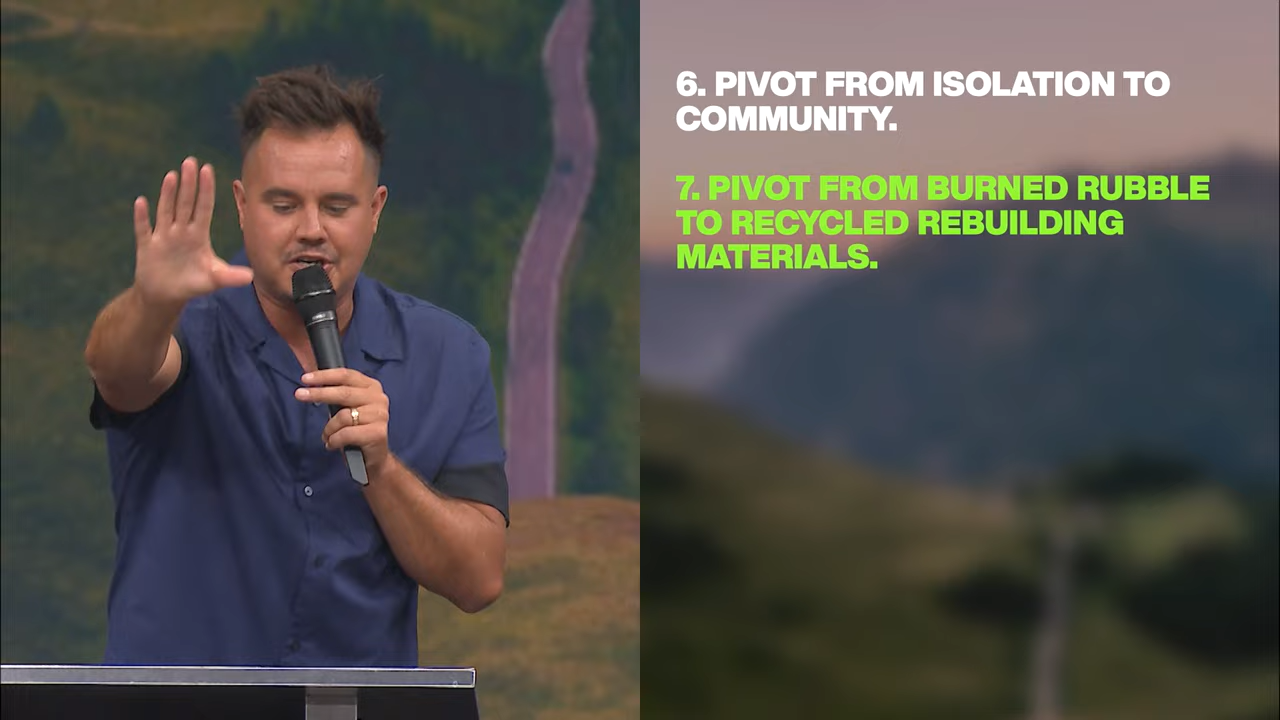 6. PIVOT FROM ISOLATION TO
COMMUNITY.
7. PIVOT FROM BURNED RUBBLE
TO RECYCLED REBUILDING
MATERIALS.